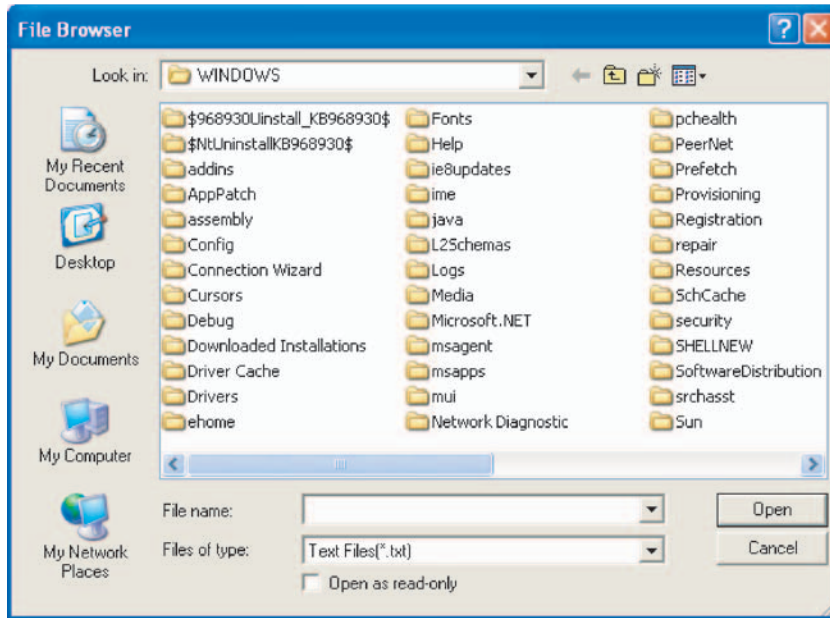 File Browser
Look in: WINDOWS
My Recent
Documents
Desktop
My Documents
My Computer
My Network
Places
$968930Uinstall_KB968930$
$NtUninstallKB968930$
addins
AppPatch
assembly
Config
Connection Wizard
Cursors
Debug
Downloaded Installations
Driver Cache
Drivers
ehome
Fonts
Help
ie8updates
ime
java
L2Schemas
Logs
Media
Microsoft.NET
msagent
msapps
mui
Network Diagnostic
pchealth
PeerNet
Prefetch
Provisioning
Registration
repair
Resources
SchCache
security
SHELLNEW
SoftwareDistribution
srchasst
Sun
File name:
Open
Files of type: Text Files(*.txt)
Cancel
Open as read-only